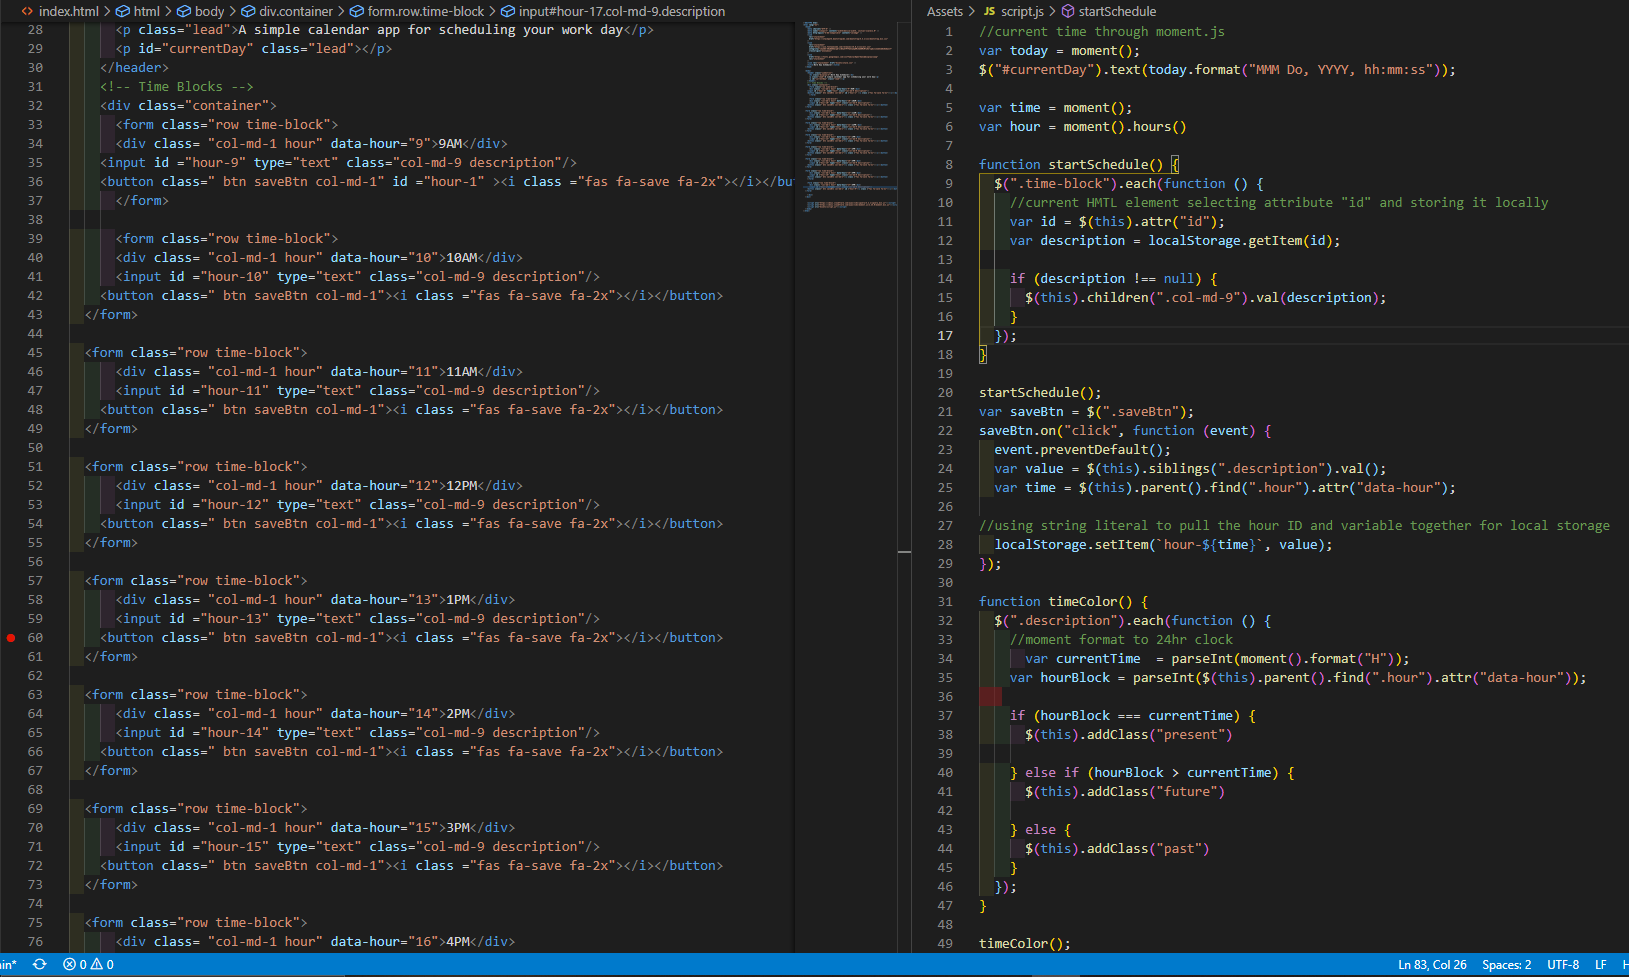 index.html > html > body > div.container > form.row.time-block > input#hour-17.col-md-9.description
28 <p class="lead">A simple calendar app for scheduling your work day</p>
29 <p id="currentDay" class="lead"></p>
30 </header>
31 <!-- Time Blocks -->
32 <div class="container">
33 <form class="row time-block">
34 <div class= "col-md-1 hour" data-hour="9">9AM</div>
35 <input id ="hour-9" type="text" class="col-md-9 description"/>
36 <button class=" btn saveBtn col-md-1" id ="hour-1" ><i class ="fas fa-save fa-2x"></i></bu
37 </form>
38
39 <form class="row time-block">
40 <div class= "col-md-1 hour" data-hour="10">10AM</div>
41 <input id ="hour-10" type="text" class="col-md-9 description"/>
42 <button class=" btn saveBtn col-md-1"><i class ="fas fa-save fa-2x"></i></button>
43 </form>
44
45 <form class="row time-block">
46 <div class= "col-md-1 hour" data-hour="11">11AM</div>
47 <input id ="hour-11" type="text" class="col-md-9 description"/>
48 <button class=" btn saveBtn col-md-1"><i class ="fas fa-save fa-2x"></i></button>
49 </form>
50
51 <form class="row time-block">
52 <div class= "col-md-1 hour" data-hour="12">12PM</div>
53 <input id ="hour-12" type="text" class="col-md-9 description"/>
54 <button class=" btn saveBtn col-md-1"><i class ="fas fa-save fa-2x"></i></button>
55 </form>
56
57 <form class="row time-block">
58 <div class= "col-md-1 hour" data-hour="13">1PM</div>
59 <input id ="hour-13" type="text" class="col-md-9 description"/>
60 <button class=" btn saveBtn col-md-1"><i class ="fas fa-save fa-2x"></i></button>
61 </form>
62
63 <form class="row time-block">
64 <div class= "col-md-1 hour" data-hour="14">2PM</div>
65 <input id ="hour-14" type="text" class="col-md-9 description"/>
66 <button class=" btn saveBtn col-md-1"><i class ="fas fa-save fa-2x"></i></button>
67 </form>
68
69 <form class="row time-block">
70 <div class= "col-md-1 hour" data-hour="15">3PM</div>
71 <input id ="hour-15" type="text" class="col-md-9 description"/>
72 <button class=" btn saveBtn col-md-1"><i class ="fas fa-save fa-2x"></i></button>
73 </form>
74
75 <form class="row time-block">
76 <div class= "col-md-1 hour" data-hour="16">4PM</div>
Assets > JS script.js > startSchedule
1 //current time through moment.js
2 var today = moment();
3 $("#currentDay").text(today.format("MMM Do, YYYY, hh:mm:ss"));
4
5 var time = moment();
6 var hour = moment().hours()
7
8 function startSchedule() {
9 $(".time-block").each(function () {
10 //current HMTL element selecting attribute "id" and storing it locally
11 var id = $(this).attr("id");
12 var description = localStorage.getItem(id);
13
14 if (description !== null) {
15 $(this).children(".col-md-9").val(description);
16 }
17 });
18 }
19
20 startSchedule();
21 var saveBtn = $(".saveBtn");
22 saveBtn.on("click", function (event) {
23 event.preventDefault();
24 var value = $(this).siblings(".description").val();
25 var time = $(this).parent().find(".hour").attr("data-hour");
26
27 //using string literal to pull the hour ID and variable together for local storage
28 localStorage.setItem(`hour-${time}`, value);
29 });
30
31 function timeColor() {
32 $(".description").each(function () {
33 //moment format to 24hr clock
34 var currentTime  = parseInt(moment().format("H"));
35 var hourBlock = parseInt($(this).parent().find(".hour").attr("data-hour"));
36
37 if (hourBlock === currentTime) {
38 $(this).addClass("present")
39
40 } else if (hourBlock > currentTime) {
41 $(this).addClass("future")
42
43 } else {
44 $(this).addClass("past")
45 }
46 });
47 }
48
49 timeColor();
in* 0 0 Ln 83, Col 26 Spaces: 2 UTF-8 LF H